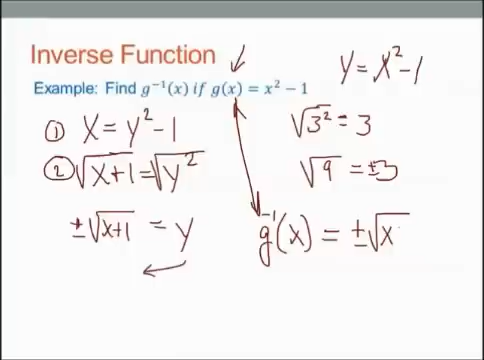 Inverse Function
Example: Find g⁻¹(x) if g(x) = x² − 1
y = x² − 1
① x = y² − 1
② √(x+1) = √(y²)
± √(x+1) = y
√(3²) = 3
√9 = ±3
g⁻¹(x) = ± √x